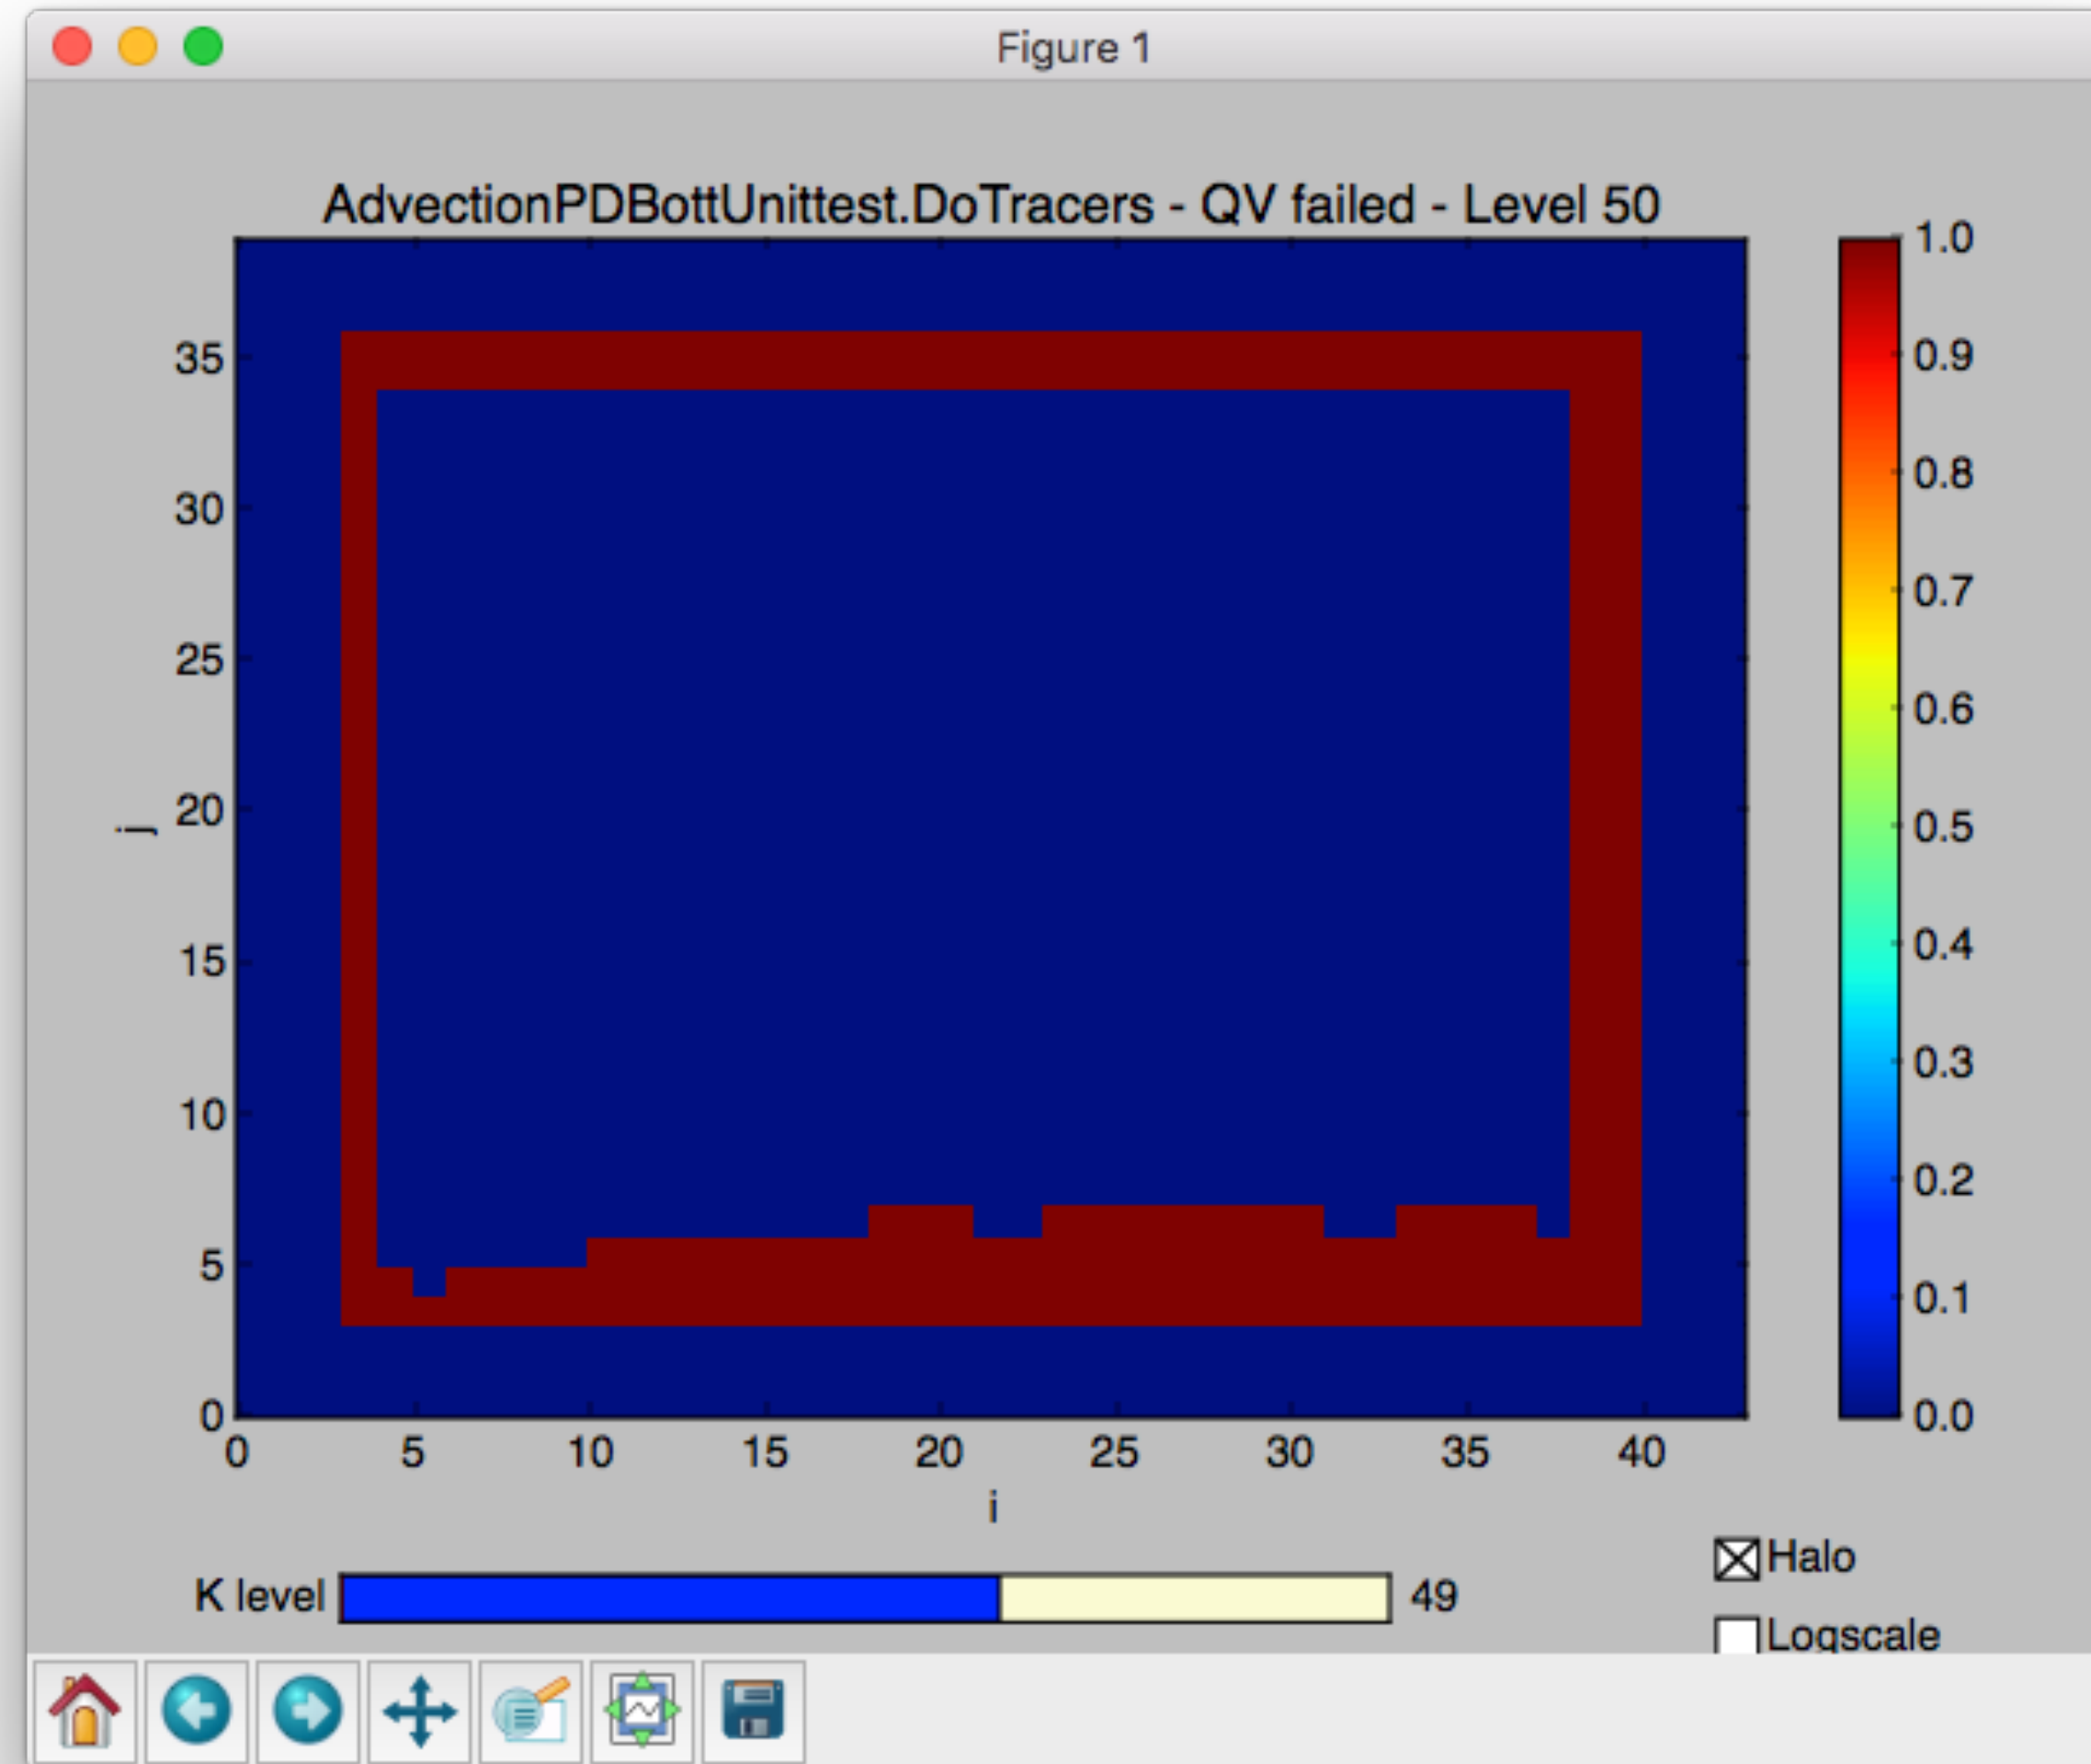 Figure 1
AdvectionPDBottUnittest.DoTracers - QV failed - Level 50
1.0
0.9
0.8
0.7
0.6
0.5
0.4
0.3
0.2
0.1
0.0
35
30
25
20
15
10
5
0
j
0 5 10 15 20 25 30 35 40
i
K level 49
Halo
Logscale